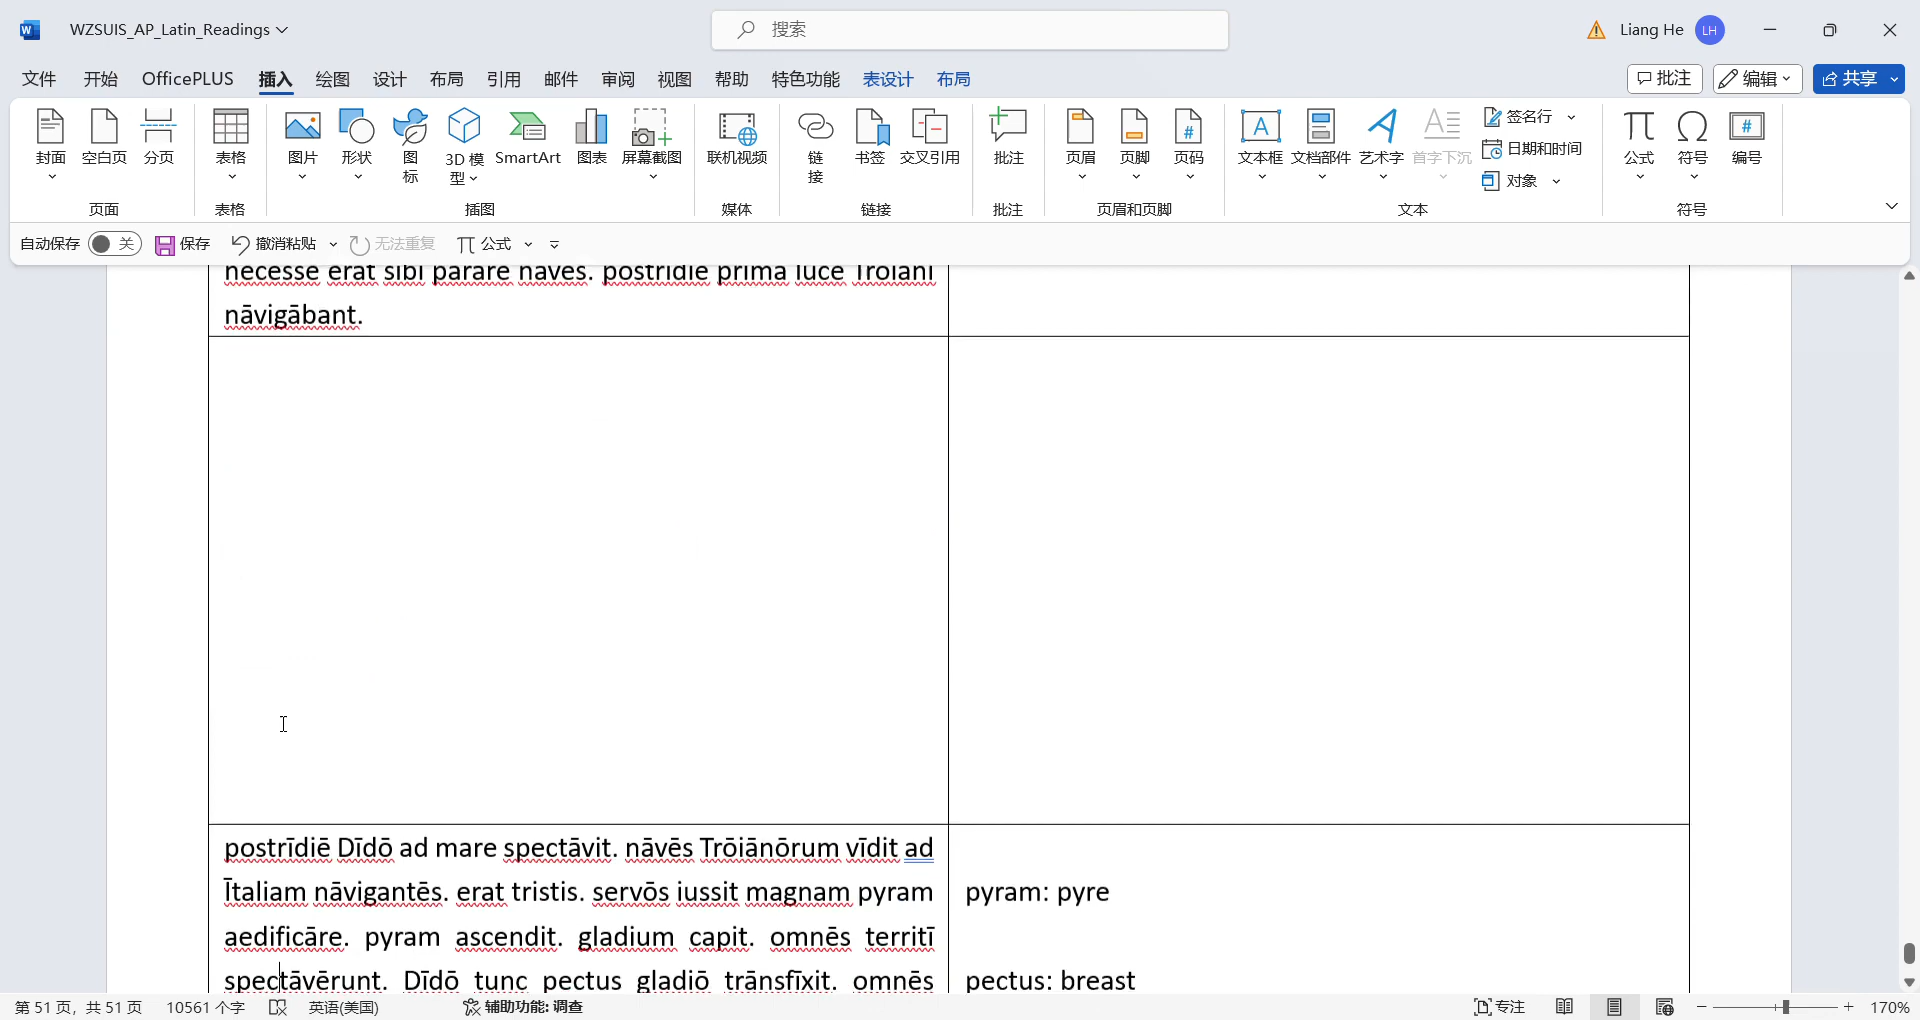 WZSUIS_AP_Latin_Readings
搜索
Liang He
LH
文件 开始 OfficePLUS 插入 绘图 设计 布局 引用 邮件 审阅 视图 帮助 特色功能 表设计 布局
批注 编辑 共享
封面 空白页 分页 表格 图片 形状 图标 3D 模型 SmartArt 图表 屏幕截图 联机视频 链接 书签 交叉引用 批注 页眉 页脚 页码 文本框 文档部件 艺术字 首字下沉 签名行 日期和时间 对象 公式 符号 编号
页面 表格 插图 媒体 链接 批注 页眉和页脚 文本 符号
自动保存 关 保存 撤消粘贴 无法重复 公式
necesse erat sibi parāre nāvēs. postrīdiē prīmā lūce Trōiānī
nāvigābant.
postrīdiē Dīdō ad mare spectāvit. nāvēs Trōiānōrum vīdit ad
Ītaliam nāvigantēs. erat tristis. servōs iussit magnam pyram
pyram: pyre
aedificāre. pyram ascendit. gladium capit. omnēs territī
spectāvērunt. Dīdō tunc pectus gladiō trānsfīxit. omnēs
pectus: breast
第 51 页，共 51 页 10561 个字 英语(美国) 辅助功能: 调查 专注 170%